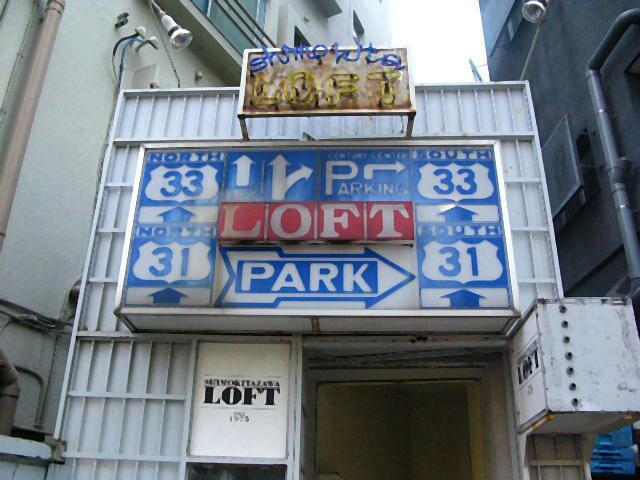 Shimokita
LOFT
NORTH
33
CENTURY CENTER
P
PARKING
SOUTH
33
LOFT
NORTH
31
PARK
SOUTH
31
LOFT
SHIMOKITAZAWA
LOFT
SINCE
1975